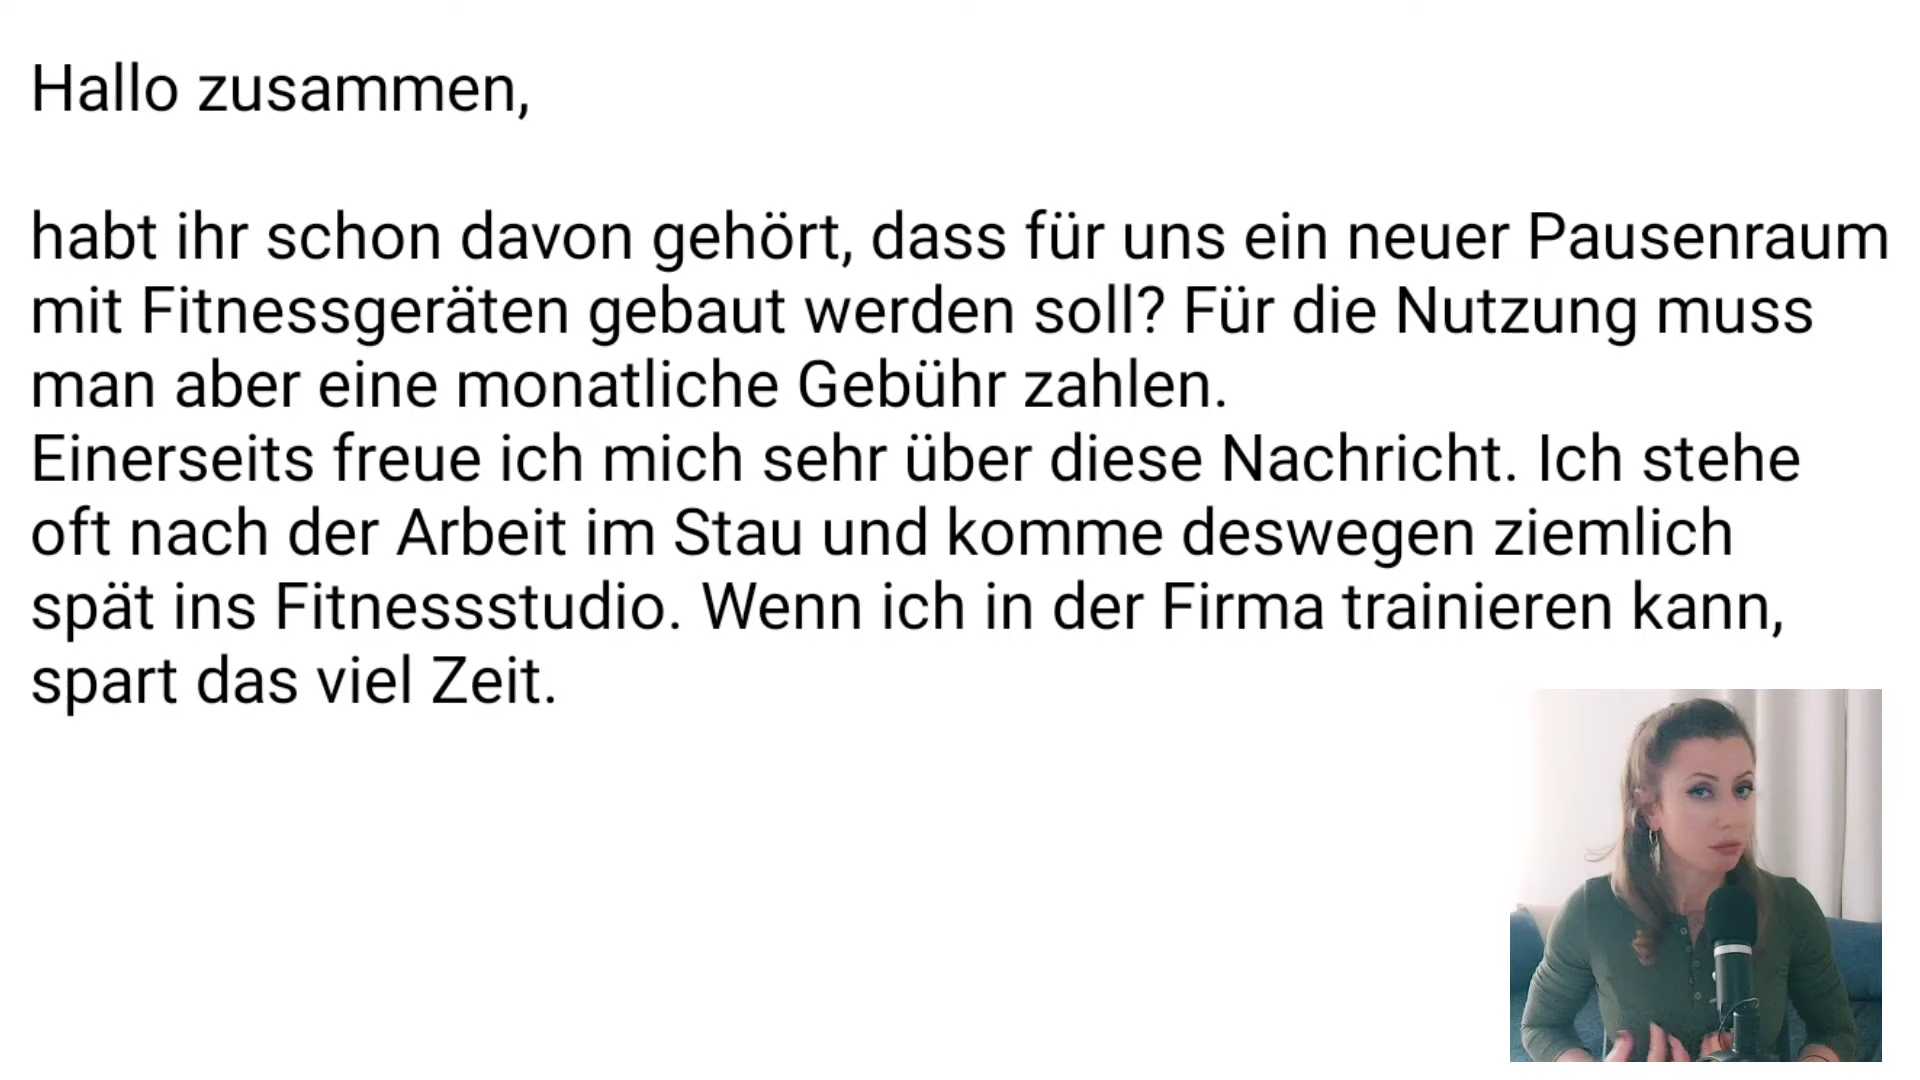 Hallo zusammen,
habt ihr schon davon gehört, dass für uns ein neuer Pausenraum
mit Fitnessgeräten gebaut werden soll? Für die Nutzung muss
man aber eine monatliche Gebühr zahlen.
Einerseits freue ich mich sehr über diese Nachricht. Ich stehe
oft nach der Arbeit im Stau und komme deswegen ziemlich
spät ins Fitnessstudio. Wenn ich in der Firma trainieren kann,
spart das viel Zeit.